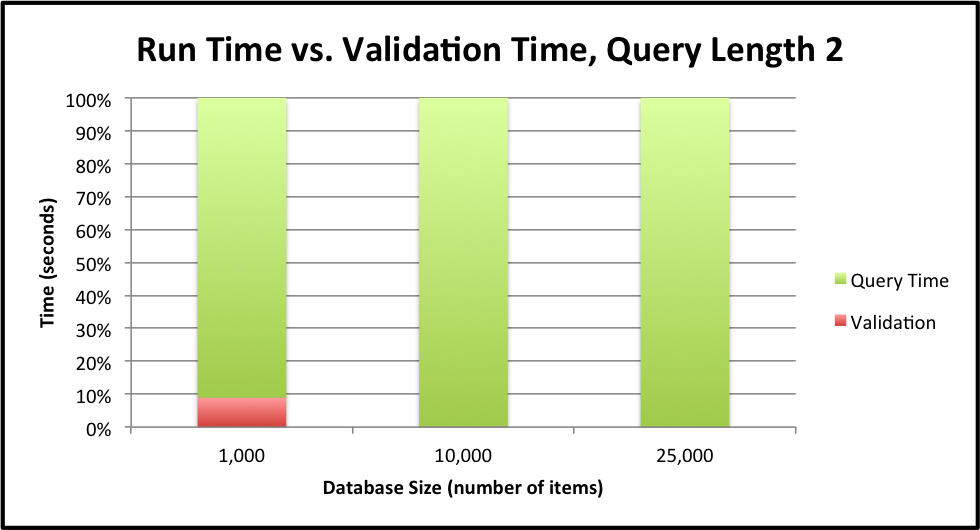 Run Time vs. Validation Time, Query Length 2
100%
90%
80%
70%
60%
50%
40%
30%
20%
10%
0%
Time (seconds)
1,000 10,000 25,000
Database Size (number of items)
Query Time
Validation